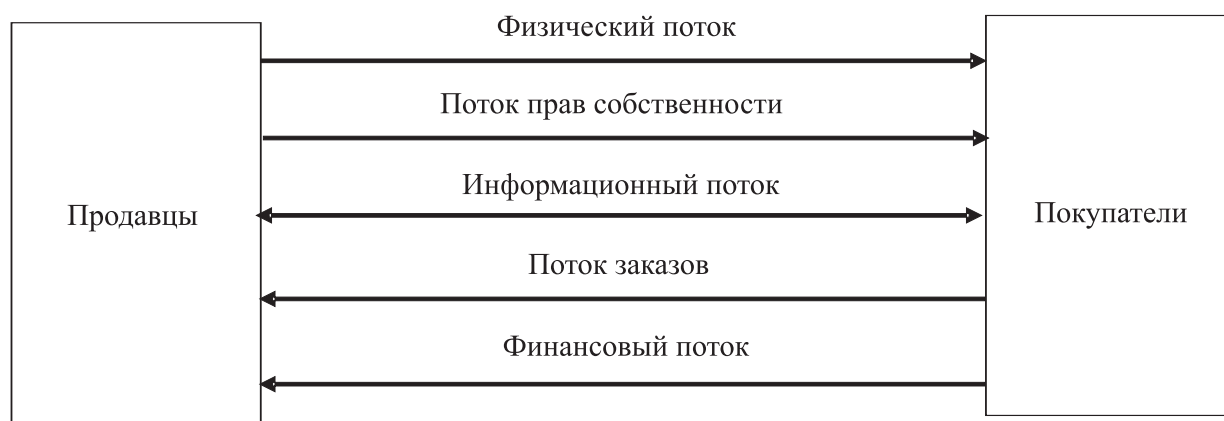 Физический поток
Поток прав собственности
Информационный поток
Продавцы
Покупатели
Поток заказов
Финансовый поток